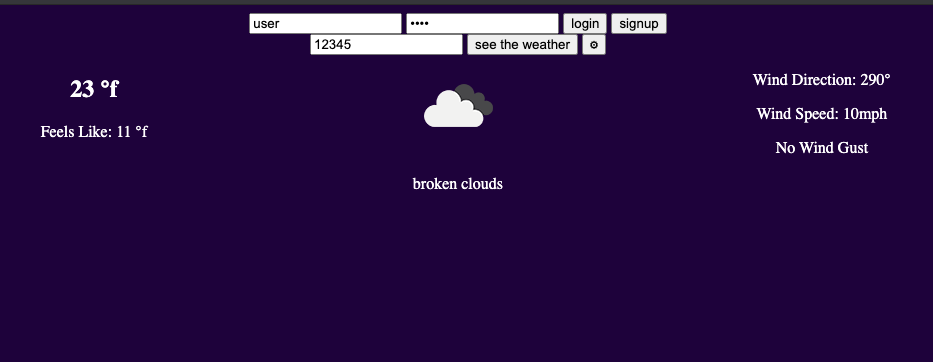 user •••• login signup
12345 see the weather ⚙
23 °f
Feels Like: 11 °f
broken clouds
Wind Direction: 290°
Wind Speed: 10mph
No Wind Gust